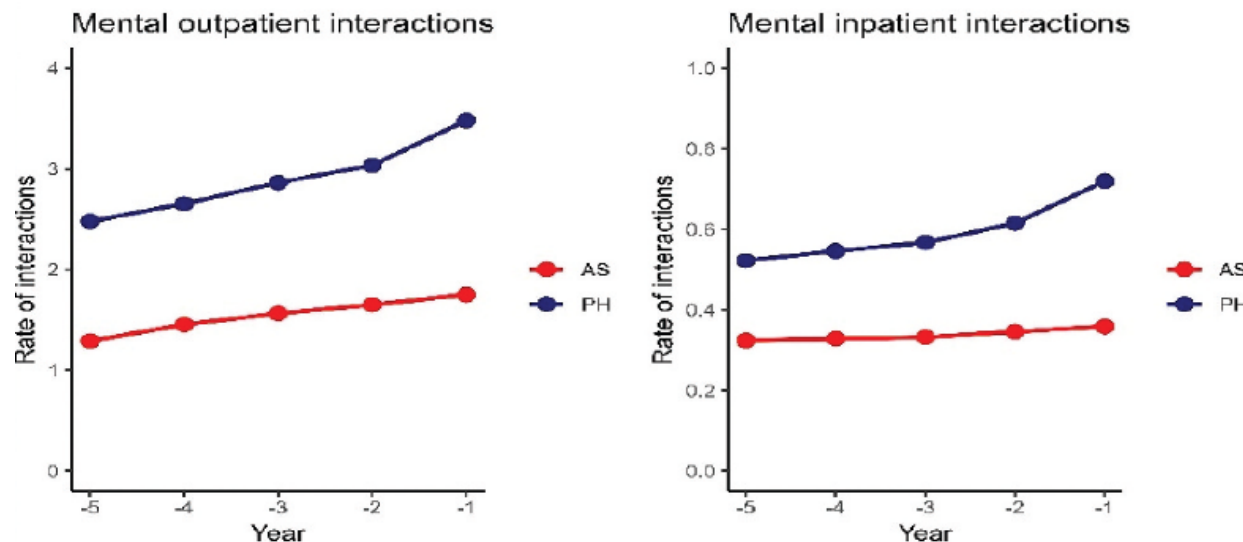 Mental outpatient interactions
4
3
2
1
0
Rate of interactions
-5 -4 -3 -2 -1
Year
AS
PH
Mental inpatient interactions
1.0
0.8
0.6
0.4
0.2
0.0
Rate of interactions
-5 -4 -3 -2 -1
Year
AS
PH